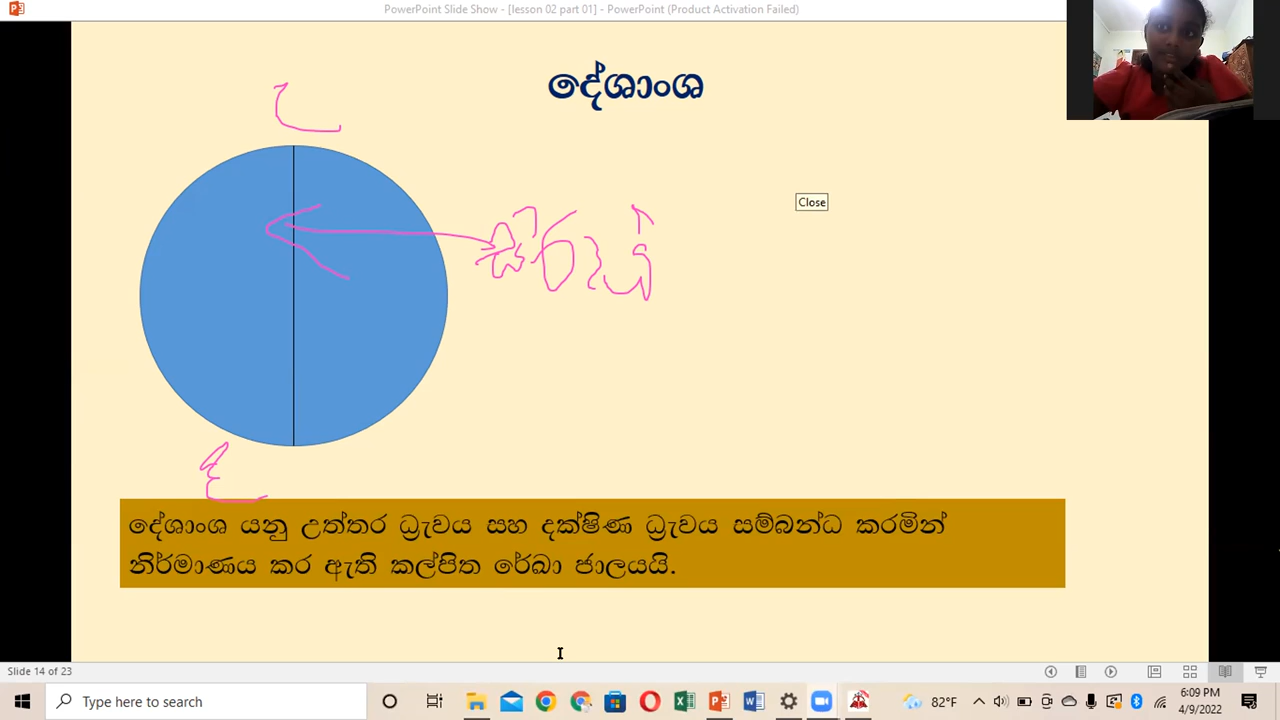 PowerPoint Slide Show - [lesson 02 part 01] - PowerPoint (Product Activation Failed)
දේශාංශ
උ
Close
ද
දේශාංශ යනු උත්තර ධ්‍රැවය සහ දක්ෂිණ ධ්‍රැවය සම්බන්ධ කරමින්
නිර්මාණය කර ඇති කල්පිත රේඛා ජාලයයි.
Slide 14 of 23
Type here to search
82°F
6:09 PM
4/9/2022